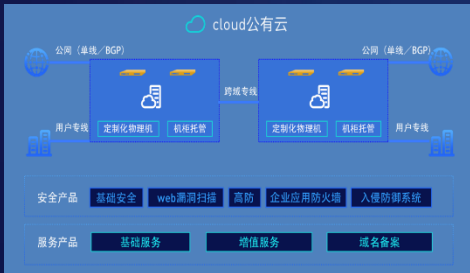 cloud公有云
公网（单线／BGP）
公网（单线／BGP）
跨域专线
用户专线
定制化物理机
机柜托管
定制化物理机
机柜托管
用户专线
安全产品
基础安全
web漏洞扫描
高防
企业应用防火墙
入侵防御系统
服务产品
基础服务
增值服务
域名备案